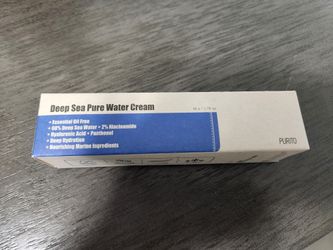 Deep Sea Pure Water Cream
• Essential Oil Free
• 60% Deep Sea Water • 2% Niacinamide
• Hyaluronic Acid • Panthenol
• Deep Hydration
• Nourishing Marine Ingredients
PURITO